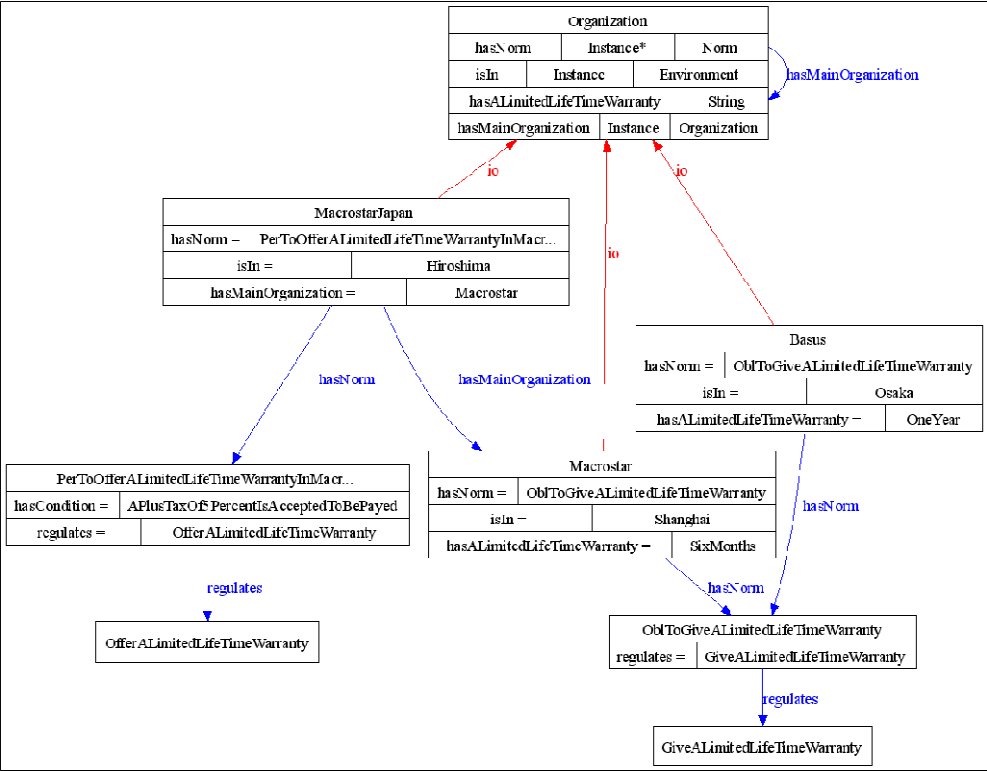 Organization
hasNorm Instance* Norm
isIn Instance Environment
hasALimitedLifeTimeWarranty String
hasMainOrganization Instance Organization
hasMainOrganization
io
io
io
MacrostarJapan
hasNorm = PerToOfferALimitedLifeTimeWarrantyInMacr...
isIn = Hiroshima
hasMainOrganization = Macrostar
Basus
hasNorm = OblToGiveALimitedLifeTimeWarranty
isIn = Osaka
hasALimitedLifeTimeWarranty = OneYear
hasNorm
hasMainOrganization
PerToOfferALimitedLifeTimeWarrantyInMacr...
hasCondition = APlusTaxOf5PercentIsAcceptedToBePayed
regulates = OfferALimitedLifeTimeWarranty
Macrostar
hasNorm = OblToGiveALimitedLifeTimeWarranty
isIn = Shanghai
hasALimitedLifeTimeWarranty = SixMonths
hasNorm
regulates
hasNorm
OfferALimitedLifeTimeWarranty
OblToGiveALimitedLifeTimeWarranty
regulates = GiveALimitedLifeTimeWarranty
regulates
GiveALimitedLifeTimeWarranty